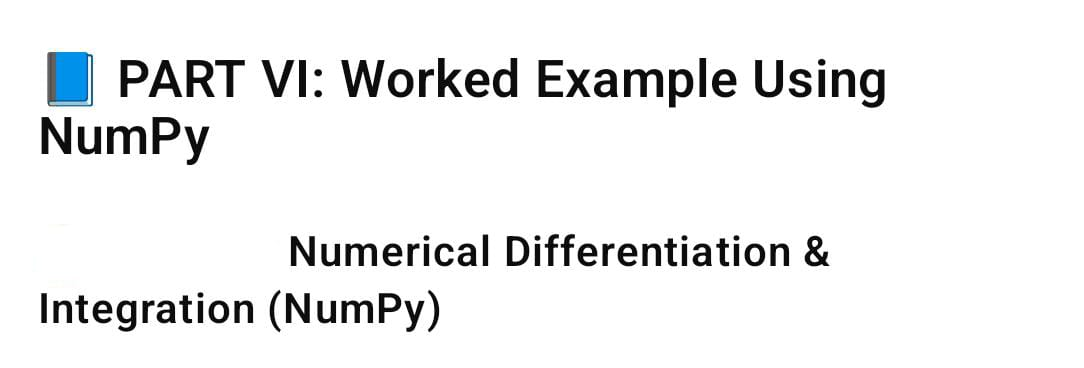 📘 PART VI: Worked Example Using
NumPy
Numerical Differentiation &
Integration (NumPy)